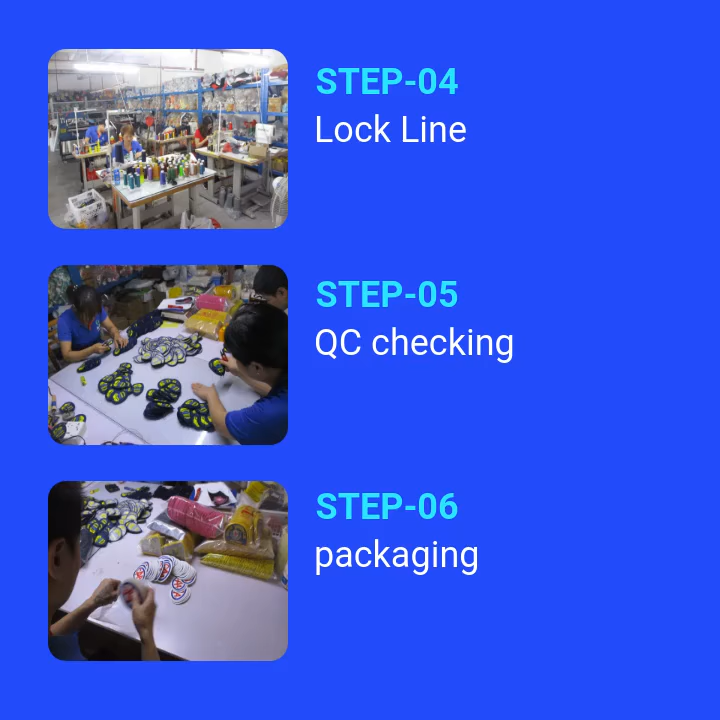 STEP-04
Lock Line
STEP-05
QC checking
STEP-06
packaging